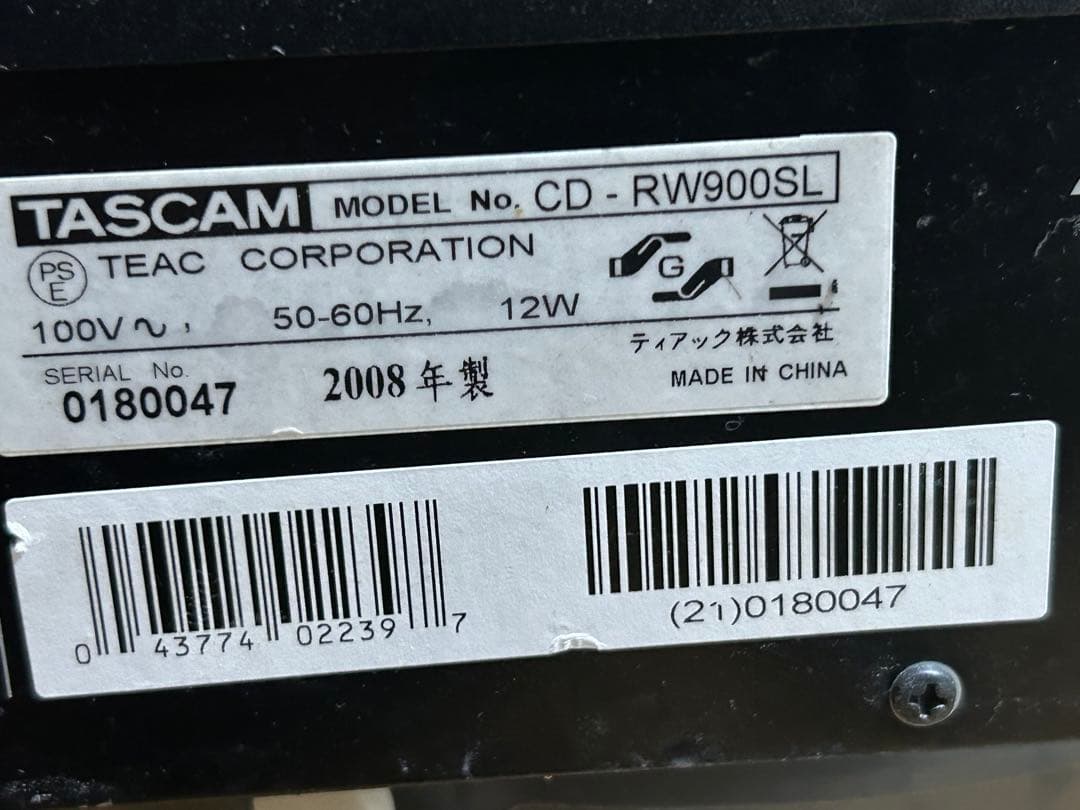 TASCAM MODEL No. CD - RW900SL
PSE TEAC CORPORATION
G
100V ~ , 50-60Hz, 12W
ティアック株式会社
SERIAL No.
0180047
2008年製
MADE IN CHINA
0 43774 02239 7
(21)0180047